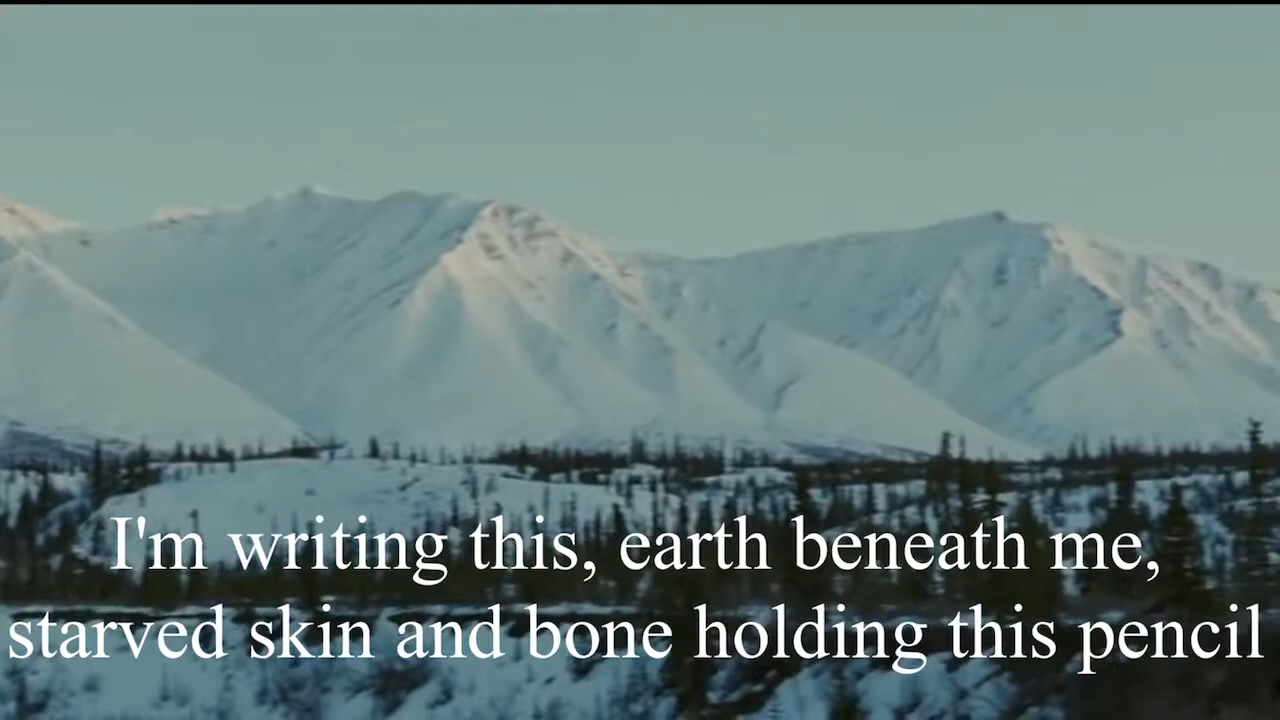 I'm writing this, earth beneath me,
starved skin and bone holding this pencil